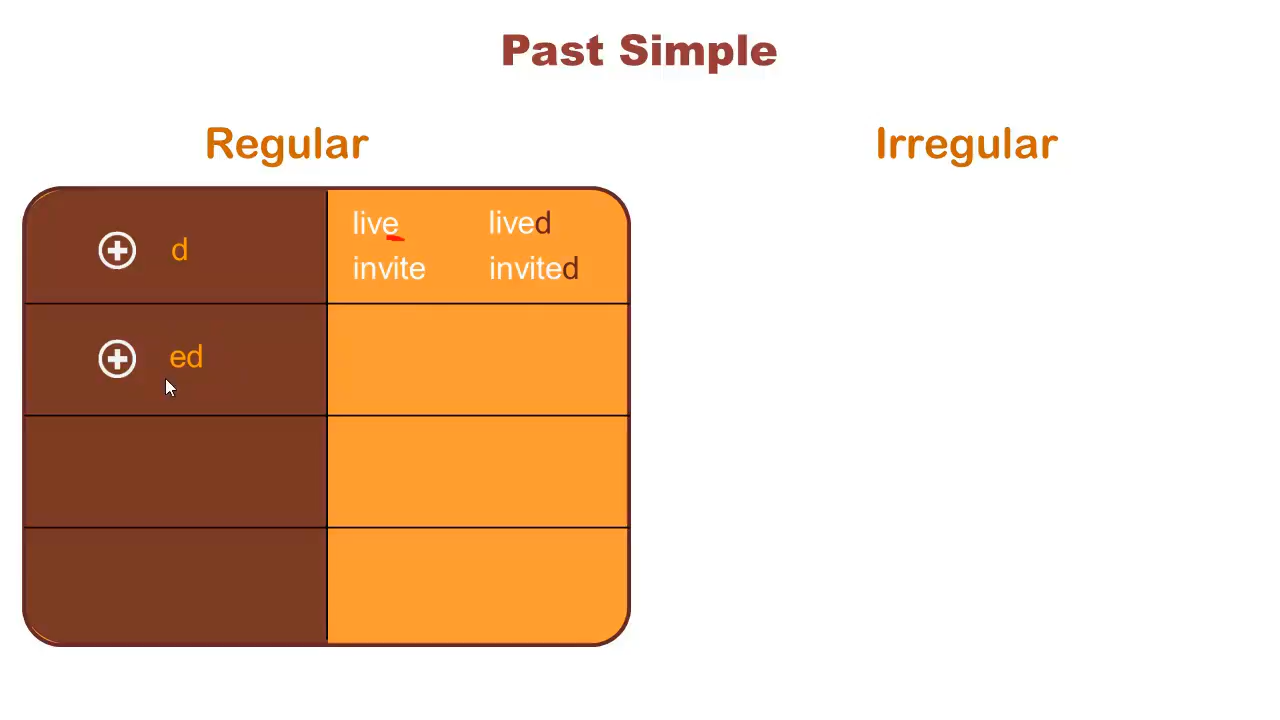 Past Simple
Regular
Irregular
d
live lived
invite invited
ed